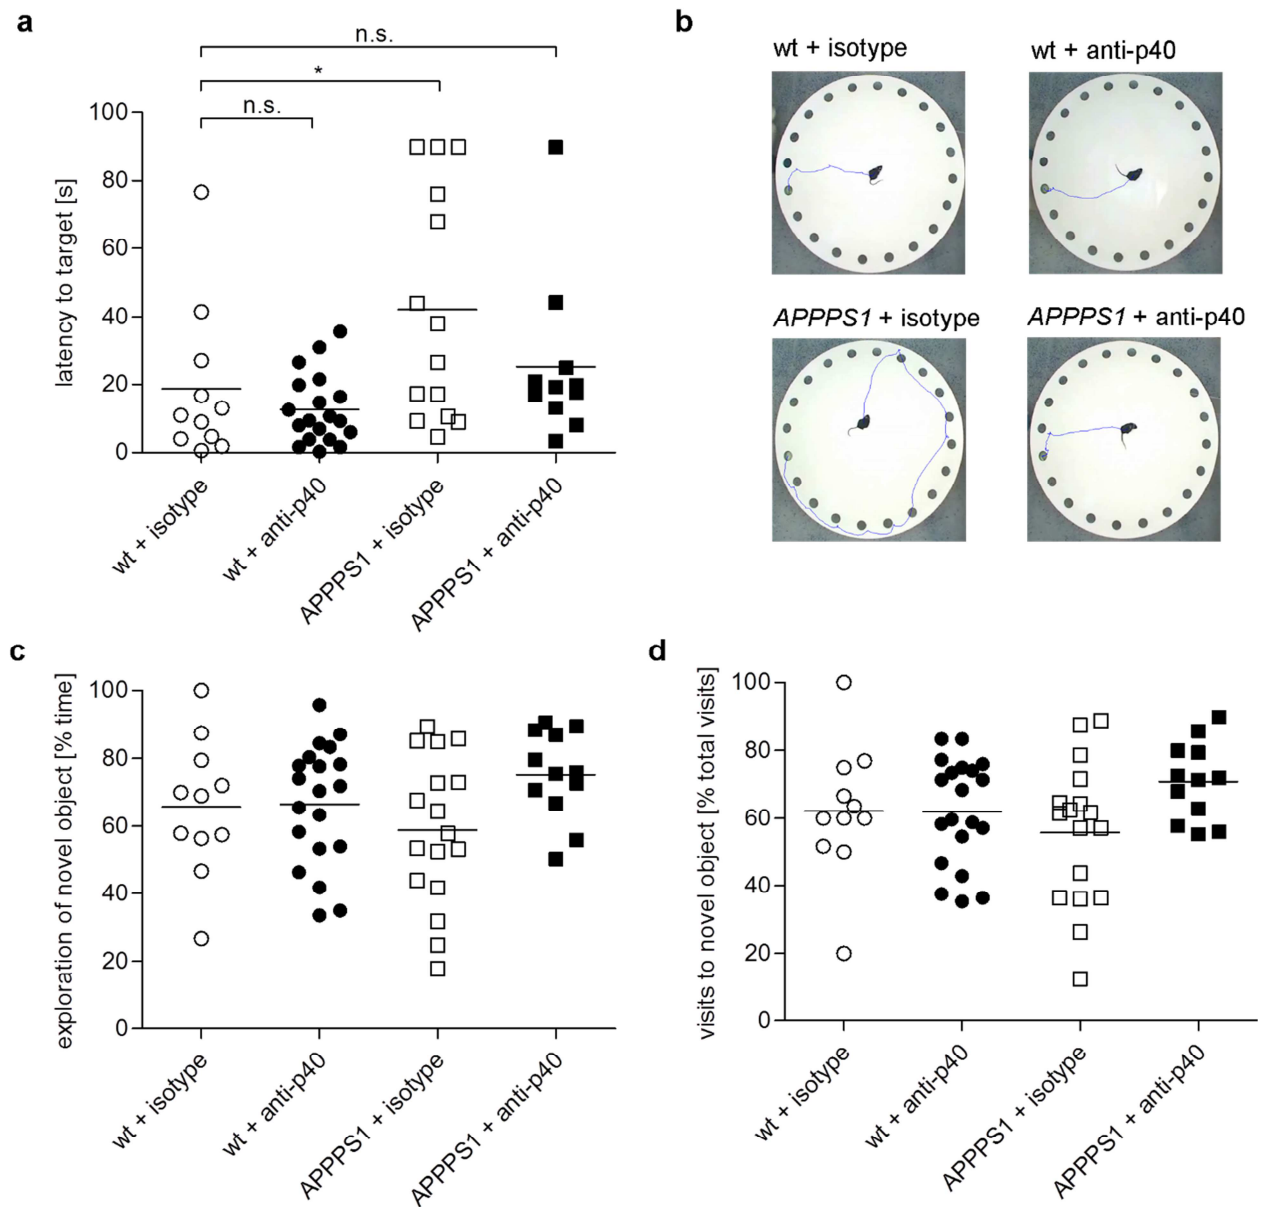 a
n.s.
*
n.s.
latency to target [s]
100
80
60
40
20
0
wt + isotype
wt + anti-p40
APPPS1 + isotype
APPPS1 + anti-p40
b
wt + isotype
wt + anti-p40
APPPS1 + isotype
APPPS1 + anti-p40
c
exploration of novel object [% time]
100
80
60
40
20
0
wt + isotype
wt + anti-p40
APPPS1 + isotype
APPPS1 + anti-p40
d
visits to novel object [% total visits]
100
80
60
40
20
0
wt + isotype
wt + anti-p40
APPPS1 + isotype
APPPS1 + anti-p40